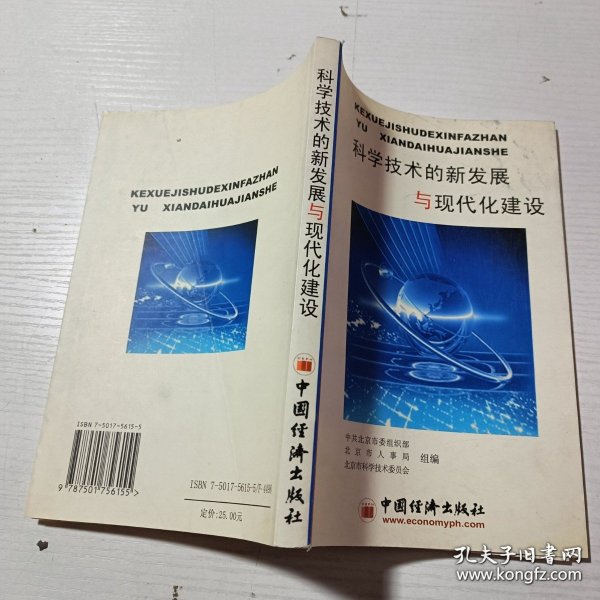 KEXUEJISHUDEXINFAZHAN
YU XIANDAIHUAJIANSHE
科学技术的新发展
与现代化建设
中共北京市委组织部
北京市人事局
北京市科学技术委员会
组编
中国经济出版社
www.economyph.com
科学技术的新发展与现代化建设
中国经济出版社
KEXUEJISHUDEXINFAZHAN
YU XIANDAIHUAJIANSHE
ISBN 7-5017-5615-5
9 787501 756155 >
定价:25.00元
孔夫子旧书网
www.kongfz.com